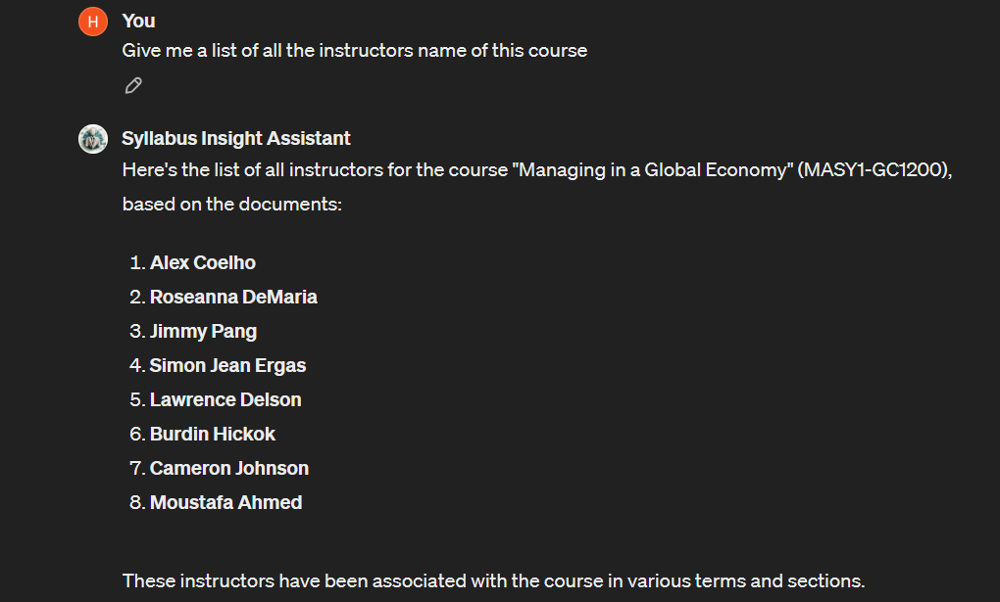 H You
Give me a list of all the instructors name of this course
Syllabus Insight Assistant
Here's the list of all instructors for the course "Managing in a Global Economy" (MASY1-GC1200),
based on the documents:
1. Alex Coelho
2. Roseanna DeMaria
3. Jimmy Pang
4. Simon Jean Ergas
5. Lawrence Delson
6. Burdin Hickok
7. Cameron Johnson
8. Moustafa Ahmed
These instructors have been associated with the course in various terms and sections.